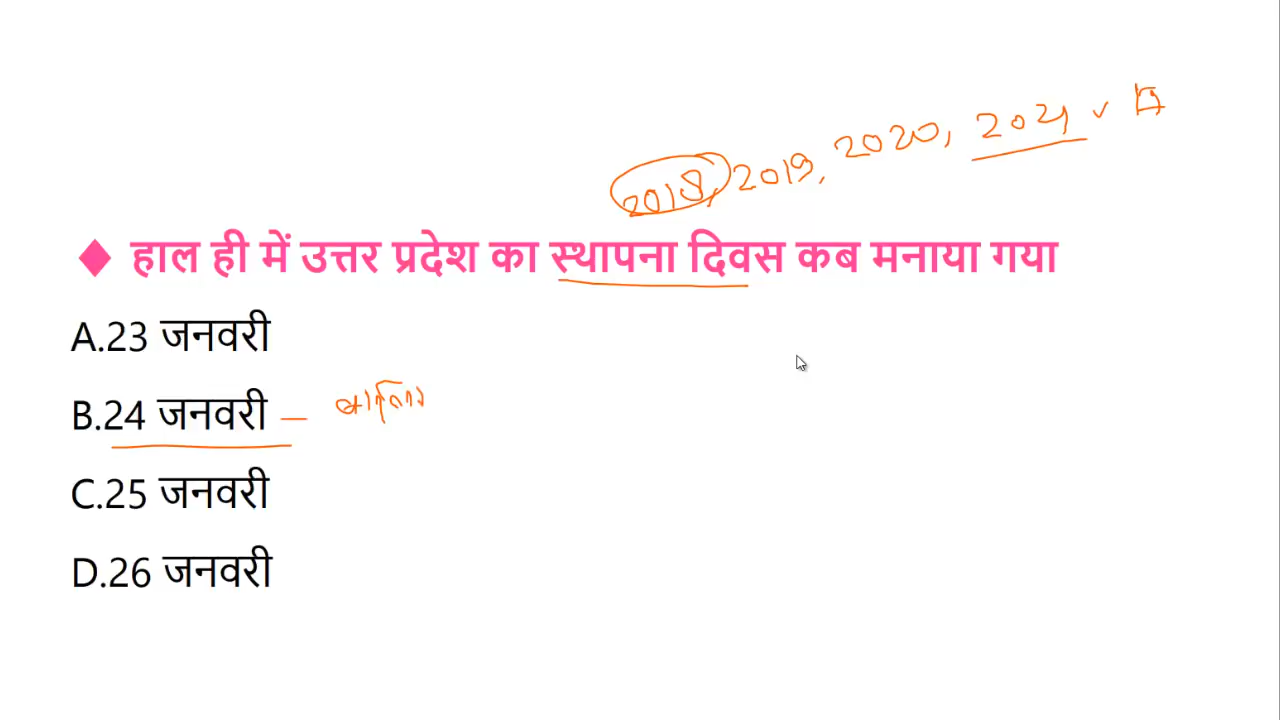 2018, 2019, 2020, 2021
♦ हाल ही में उत्तर प्रदेश का स्थापना दिवस कब मनाया गया
A.23 जनवरी
B.24 जनवरी –
C.25 जनवरी
D.26 जनवरी